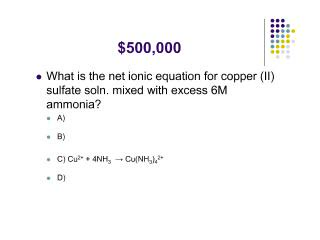 $500,000
What is the net ionic equation for copper (II)
sulfate soln. mixed with excess 6M
ammonia?
A)
B)
C) Cu²⁺ + 4NH₃ → Cu(NH₃)₄²⁺
D)